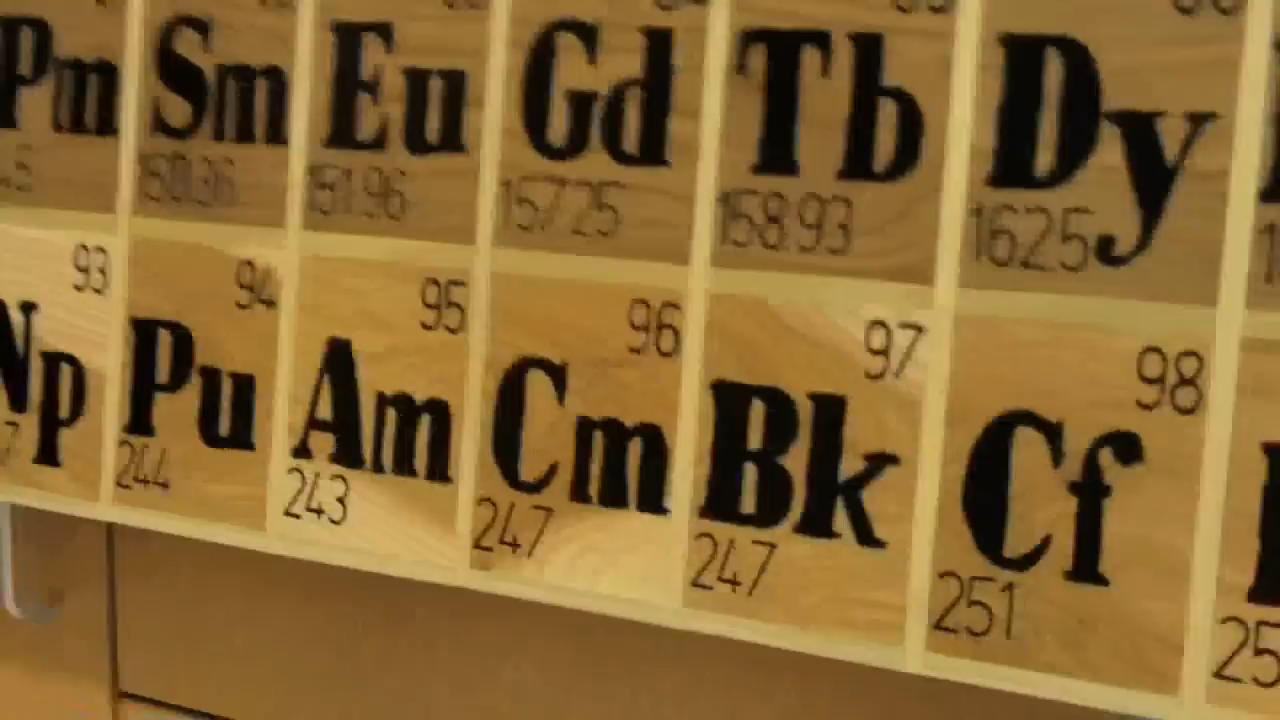 Pm Sm Eu Gd Tb Dy
150.36 151.96 157.25 158.93 162.5
93 94 95 96 97 98
Np Pu Am Cm Bk Cf
244 243 247 247 251